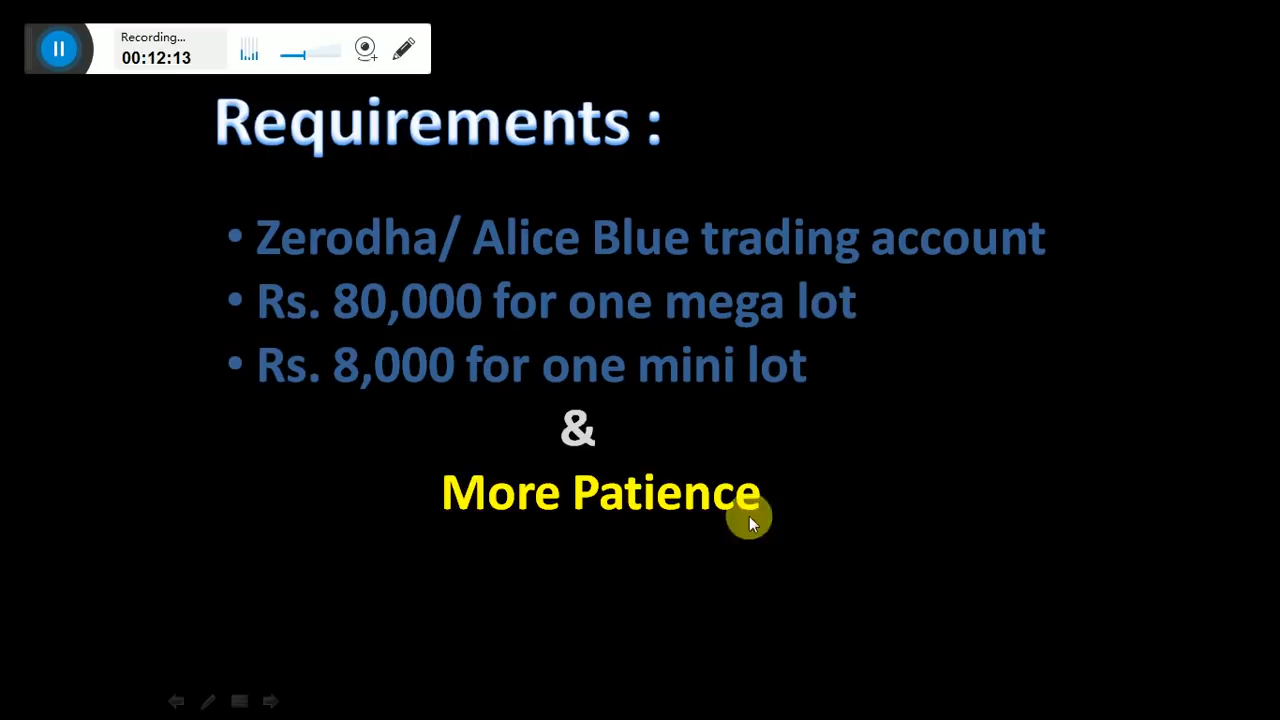 Recording...
00:12:13
Requirements :
• Zerodha/ Alice Blue trading account
• Rs. 80,000 for one mega lot
• Rs. 8,000 for one mini lot
&
More Patience